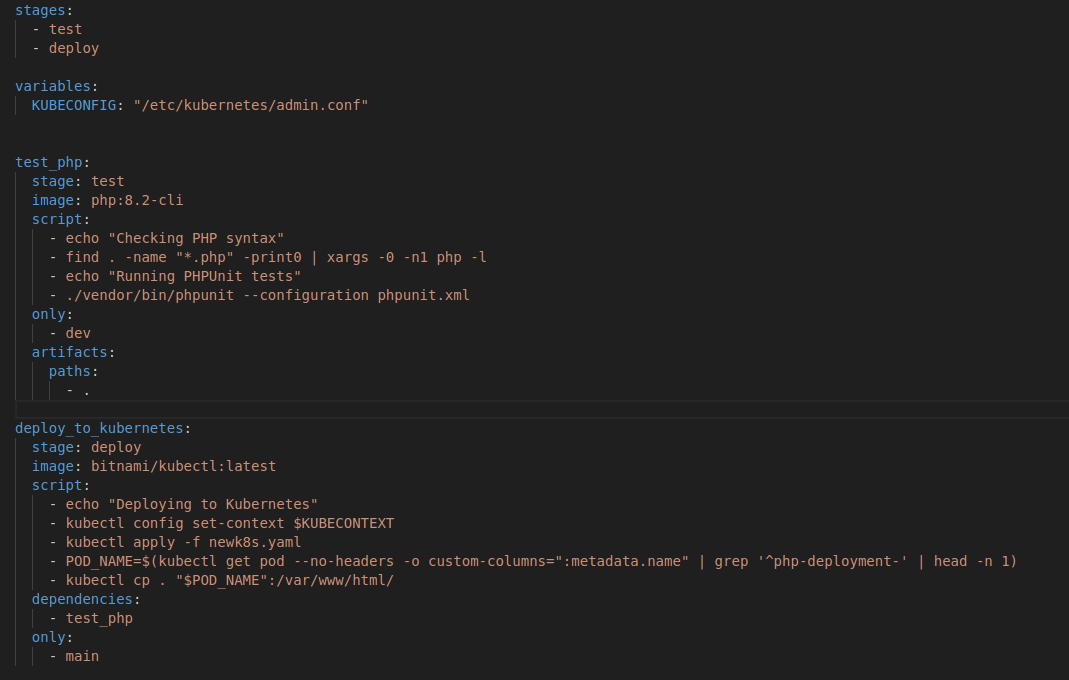 stages:
  - test
  - deploy

variables:
  KUBECONFIG: "/etc/kubernetes/admin.conf"


test_php:
  stage: test
  image: php:8.2-cli
  script:
    - echo "Checking PHP syntax"
    - find . -name "*.php" -print0 | xargs -0 -n1 php -l
    - echo "Running PHPUnit tests"
    - ./vendor/bin/phpunit --configuration phpunit.xml
  only:
    - dev
  artifacts:
    paths:
      - .

deploy_to_kubernetes:
  stage: deploy
  image: bitnami/kubectl:latest
  script:
    - echo "Deploying to Kubernetes"
    - kubectl config set-context $KUBECONTEXT
    - kubectl apply -f newk8s.yaml
    - POD_NAME=$(kubectl get pod --no-headers -o custom-columns=":metadata.name" | grep '^php-deployment-' | head -n 1)
    - kubectl cp . "$POD_NAME":/var/www/html/
  dependencies:
    - test_php
  only:
    - main